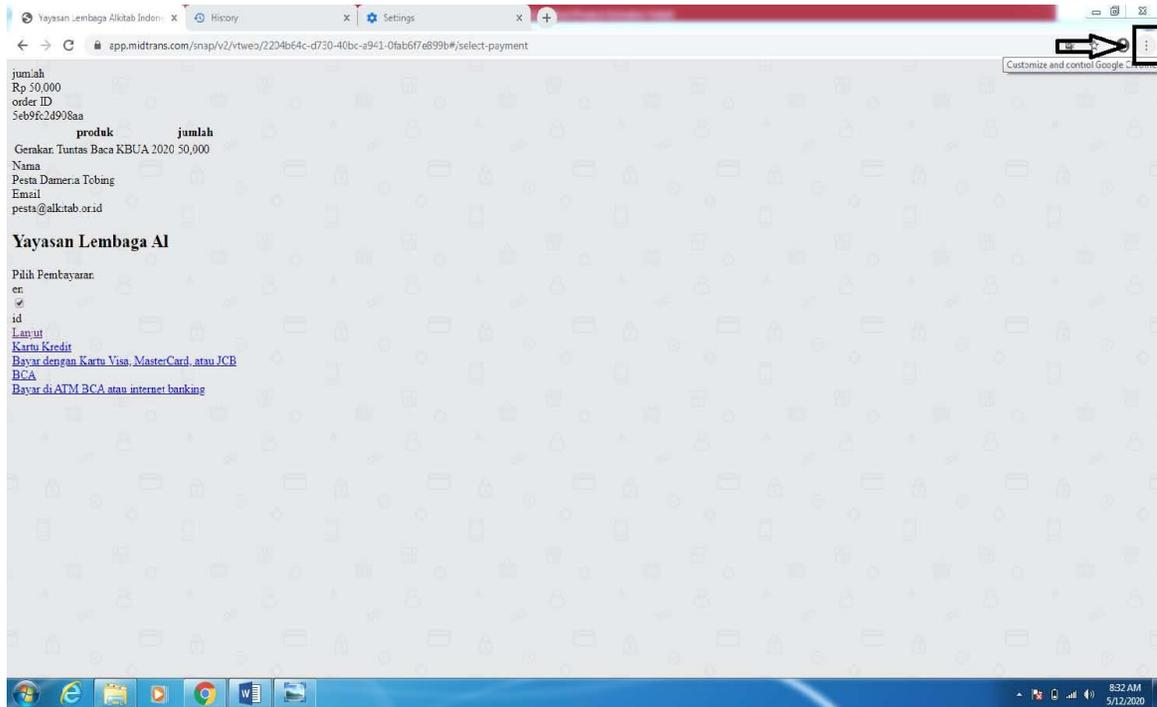 Yayasan Lembaga Alkitab Indon
History
Settings
app.midtrans.com/snap/v2/vtweb/2204b64c-d730-40bc-a941-0fab6f7e899b#/select-payment
Customize and control Google Chrome
jumlah
Rp 50,000
order ID
5eb9fc2d908aa
produk jumlah
Gerakan Tuntas Baca KBUA 2020 50,000
Nama
Pesta Dameria Tobing
Email
pesta@alkitab.or.id
Yayasan Lembaga Al
Pilih Pembayaran
en
id
Lanjut
Kartu Kredit
Bayar dengan Kartu Visa, MasterCard, atau JCB
BCA
Bayar di ATM BCA atau internet banking
8:32 AM
5/12/2020